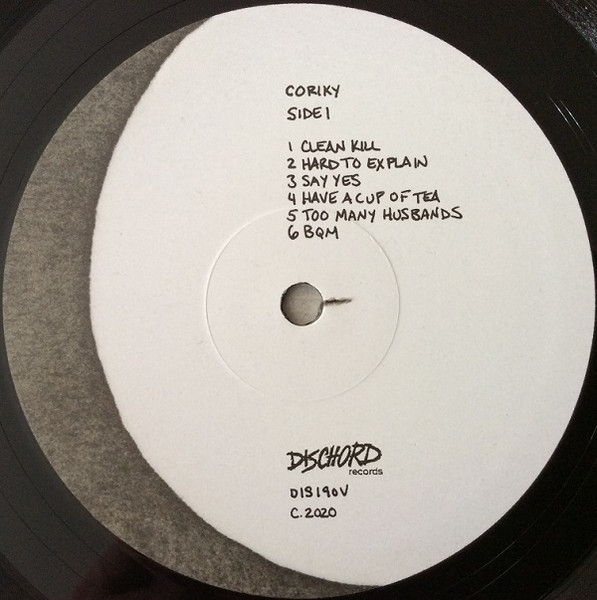 CORIKY
SIDE 1
1 CLEAN KILL
2 HARD TO EXPLAIN
3 SAY YES
4 HAVE A CUP OF TEA
5 TOO MANY HUSBANDS
6 BQM
DISCHORD
records
DIS190V
C. 2020